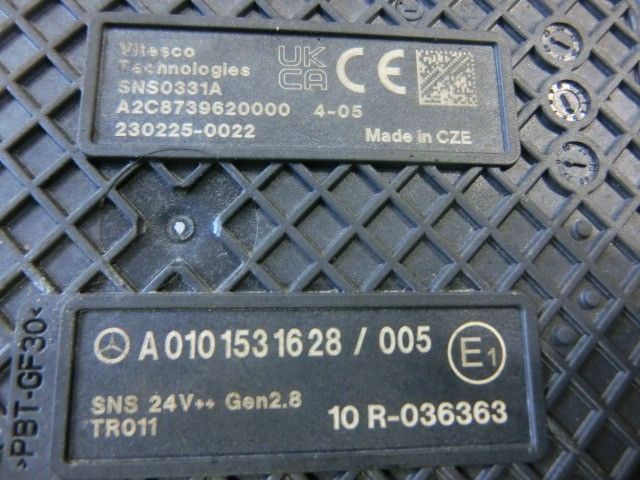 Vitesco
Technologies
SNS0331A
A2C8739620000 4-05
230225-0022
UK
CA
CE
Made in CZE
A 010 153 16 28 / 005
E1
SNS 24V++ Gen2.8
TR011
10 R-036363
>PBT-GF30<